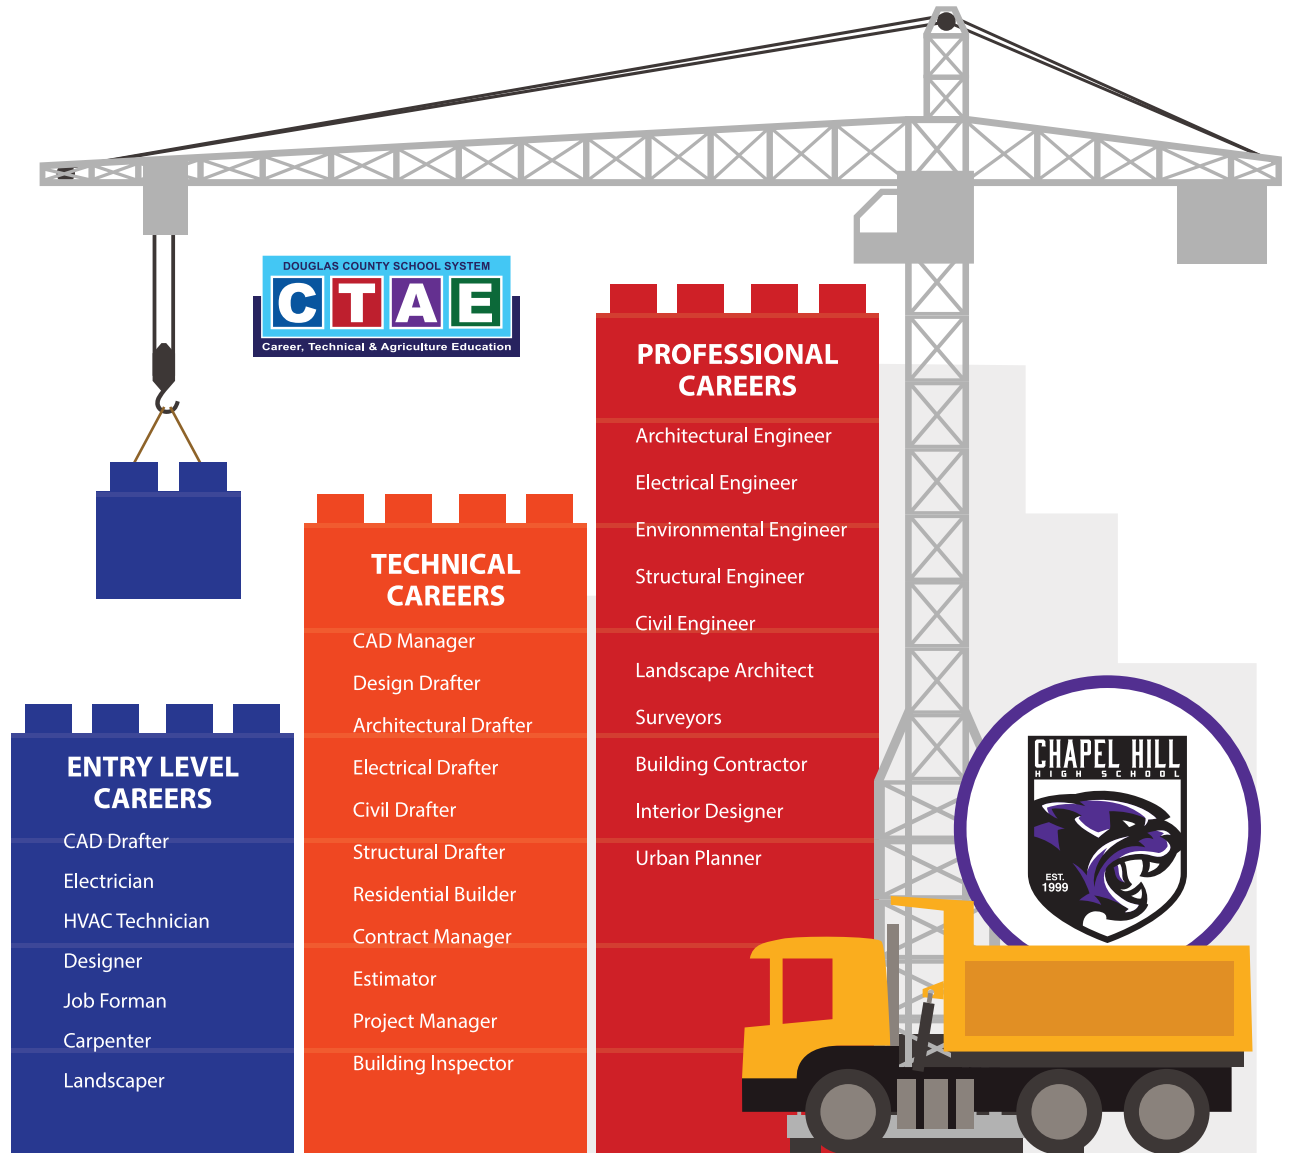 DOUGLAS COUNTY SCHOOL SYSTEM
CTAE
Career, Technical & Agriculture Education
ENTRY LEVEL
CAREERS
CAD Drafter
Electrician
HVAC Technician
Designer
Job Forman
Carpenter
Landscaper
TECHNICAL
CAREERS
CAD Manager
Design Drafter
Architectural Drafter
Electrical Drafter
Civil Drafter
Structural Drafter
Residential Builder
Contract Manager
Estimator
Project Manager
Building Inspector
PROFESSIONAL
CAREERS
Architectural Engineer
Electrical Engineer
Environmental Engineer
Structural Engineer
Civil Engineer
Landscape Architect
Surveyors
Building Contractor
Interior Designer
Urban Planner
CHAPEL HILL
HIGH SCHOOL
EST.
1999